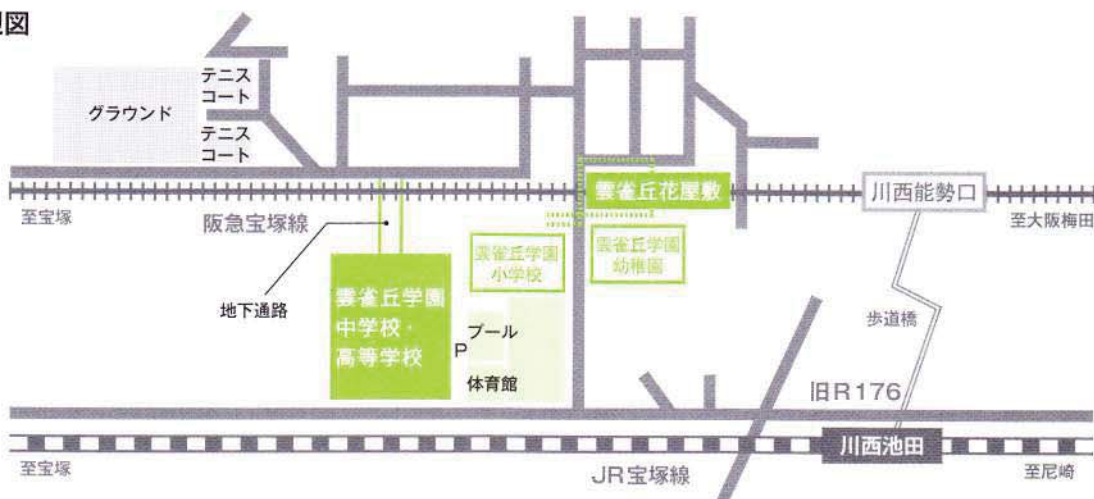 辺図
テニス
コート
グラウンド
テニス
コート
雲雀丘花屋敷
川西能勢口
至宝塚
阪急宝塚線
至大阪梅田
雲雀丘学園
小学校
雲雀丘学園
幼稚園
地下通路
雲雀丘学園
中学校・
高等学校
プール
P
体育館
歩道橋
旧R176
川西池田
至宝塚
JR宝塚線
至尼崎